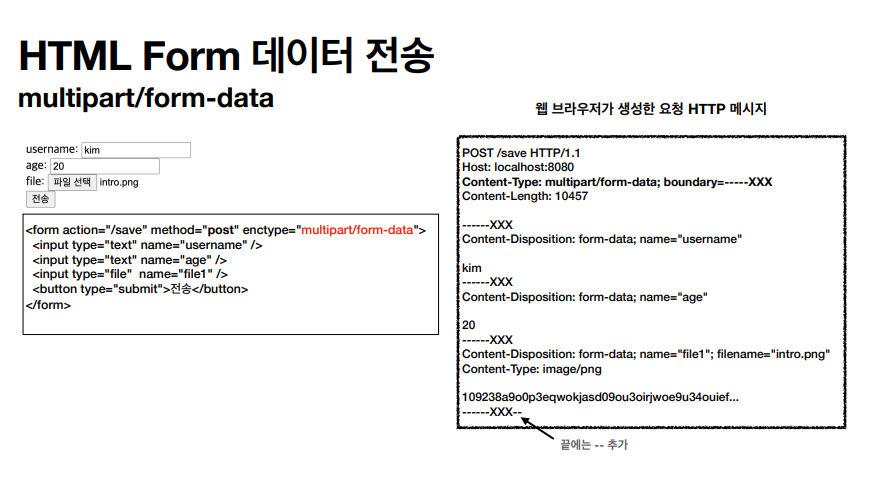 HTML Form 데이터 전송
multipart/form-data
username: kim
age: 20
file: 파일 선택 intro.png
전송
<form action="/save" method="post" enctype="multipart/form-data">
<input type="text" name="username" />
<input type="text" name="age" />
<input type="file" name="file1" />
<button type="submit">전송</button>
</form>
웹 브라우저가 생성한 요청 HTTP 메시지
POST /save HTTP/1.1
Host: localhost:8080
Content-Type: multipart/form-data; boundary=-----XXX
Content-Length: 10457
------XXX
Content-Disposition: form-data; name="username"
kim
------XXX
Content-Disposition: form-data; name="age"
20
------XXX
Content-Disposition: form-data; name="file1"; filename="intro.png"
Content-Type: image/png
109238a9o0p3eqwokjasd09ou3oirjwoe9u34ouief...
------XXX--
끝에는 -- 추가